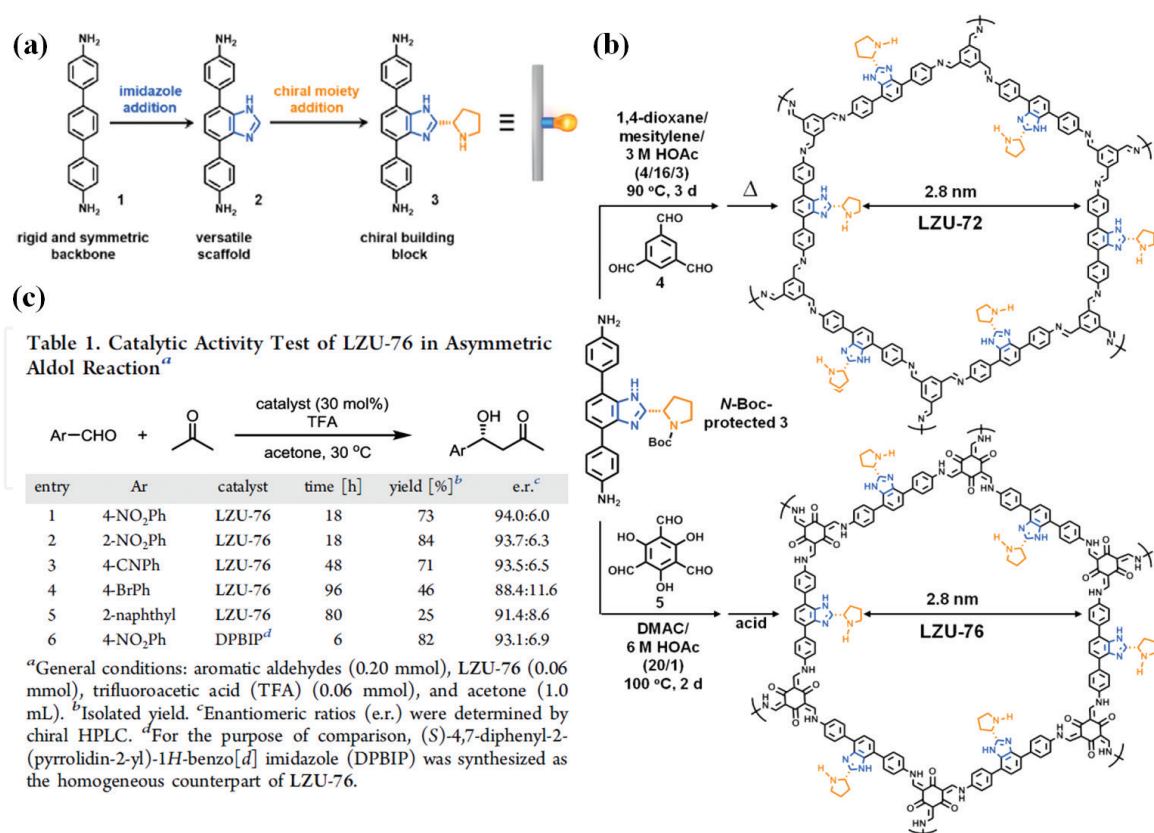 (a)
NH₂
NH₂
NH₂
imidazole
addition
chiral moiety
addition
H
N
N
H
N
N
N
H
≡
NH₂
1
NH₂
2
NH₂
3
rigid and symmetric
backbone
versatile
scaffold
chiral building
block
(b)
1,4-dioxane/
mesitylene/
3 M HOAc
(4/16/3)
90 °C, 3 d
Δ
CHO
OHC
CHO
4
2.8 nm
LZU-72
NH₂
H
N
N
N
Boc
NH₂
N-Boc-
protected 3
CHO
HO
OH
OHC
CHO
OH
5
DMAC/
6 M HOAc
(20/1)
100 °C, 2 d
acid
2.8 nm
LZU-76
(c)
Table 1. Catalytic Activity Test of LZU-76 in Asymmetric
Aldol Reactionᵃ
Ar—CHO + O catalyst (30 mol%) OH O
TFA
acetone, 30 °C Ar
entry Ar catalyst time [h] yield [%]ᵇ e.r.ᶜ
1 4-NO₂Ph LZU-76 18 73 94.0:6.0
2 2-NO₂Ph LZU-76 18 84 93.7:6.3
3 4-CNPh LZU-76 48 71 93.5:6.5
4 4-BrPh LZU-76 96 46 88.4:11.6
5 2-naphthyl LZU-76 80 25 91.4:8.6
6 4-NO₂Ph DPBIPᵈ 6 82 93.1:6.9
ᵃGeneral conditions: aromatic aldehydes (0.20 mmol), LZU-76 (0.06
mmol), trifluoroacetic acid (TFA) (0.06 mmol), and acetone (1.0
mL). ᵇIsolated yield. ᶜEnantiomeric ratios (e.r.) were determined by
chiral HPLC. ᵈFor the purpose of comparison, (S)-4,7-diphenyl-2-
(pyrrolidin-2-yl)-1H-benzo[d] imidazole (DPBIP) was synthesized as
the homogeneous counterpart of LZU-76.